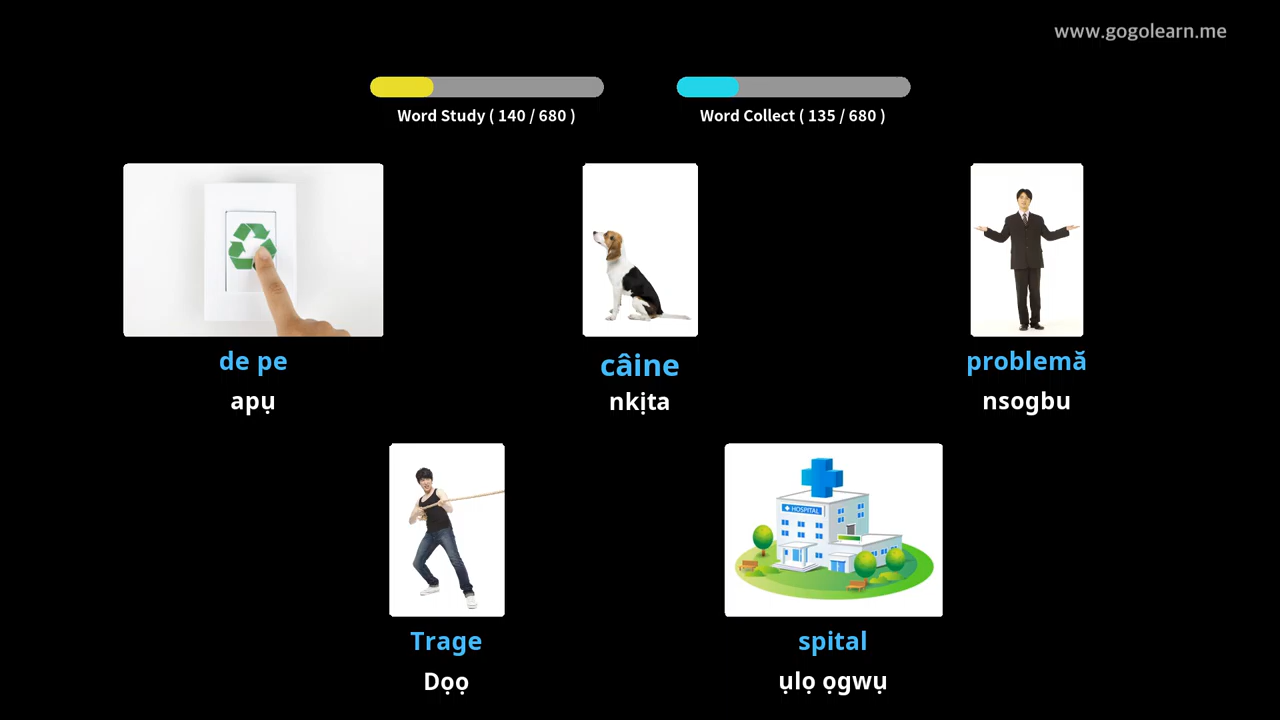 www.gogolearn.me
Word Study ( 140 / 680 )
Word Collect ( 135 / 680 )
de pe
câine
problemă
apụ
nkịta
nsogbu
HOSPITAL
Trage
spital
Dọọ
ụlọ ọgwụ